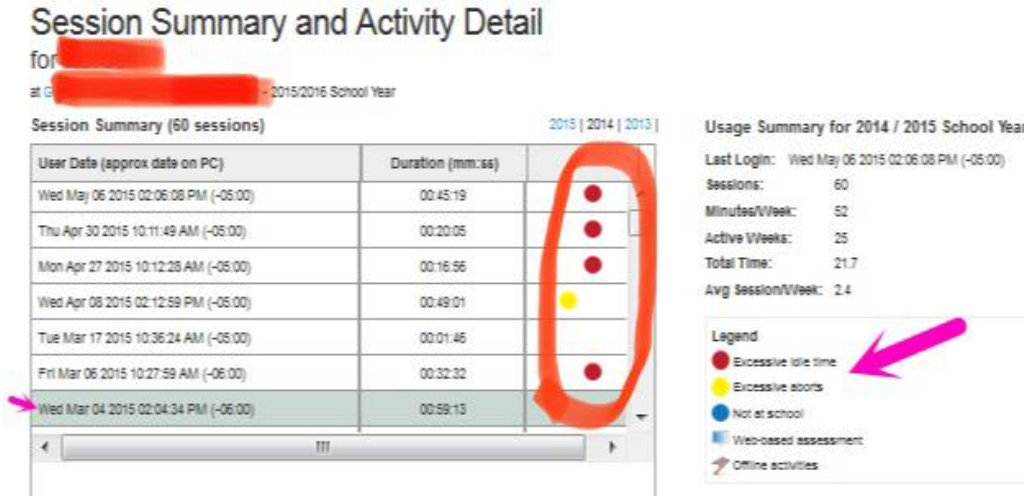 Session Summary and Activity Detail
for
at G - 2015/2016 School Year
Session Summary (60 sessions)
2015 | 2014 | 2013 |
User Date (approx date on PC) Duration (mm:ss)
Wed May 06 2015 02:06:08 PM (-05:00) 00:45:19
Thu Apr 30 2015 10:11:49 AM (-05:00) 00:20:05
Mon Apr 27 2015 10:12:28 AM (-05:00) 00:16:56
Wed Apr 08 2015 02:12:59 PM (-05:00) 00:49:01
Tue Mar 17 2015 10:36:24 AM (-05:00) 00:01:46
Fri Mar 06 2015 10:27:59 AM (-06:00) 00:32:32
Wed Mar 04 2015 02:04:34 PM (-06:00) 00:59:13
Usage Summary for 2014 / 2015 School Year
Last Login: Wed May 06 2015 02:06:08 PM (-05:00)
Sessions: 60
Minutes/Week: 52
Active Weeks: 25
Total Time: 21.7
Avg Session/Week: 2.4
Legend
Excessive idle time
Excessive aborts
Not at school
Web-based assessment
Offline activities